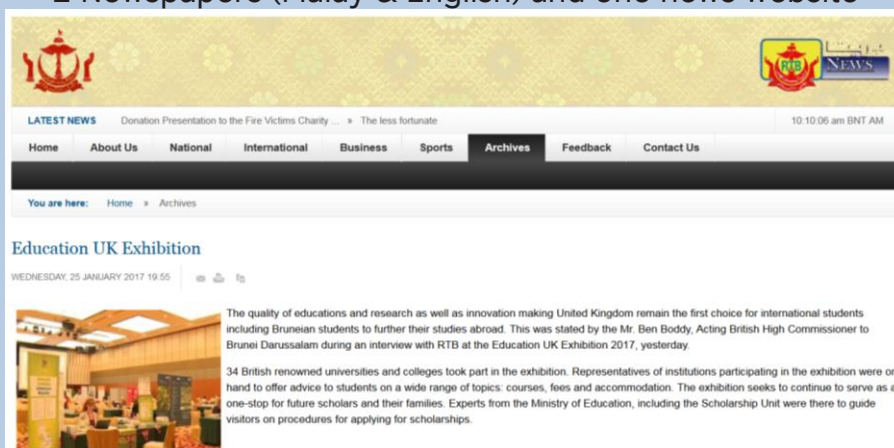 2 Newspapers (Malay & English) and one news website
RTB
NEWS
LATEST NEWS Donation Presentation to the Fire Victims Charity ... » The less fortunate 10:10:06 am BNT AM
Home About Us National International Business Sports Archives Feedback Contact Us
You are here: Home » Archives
Education UK Exhibition
WEDNESDAY, 25 JANUARY 2017 19:55
The quality of educations and research as well as innovation making United Kingdom remain the first choice for international students
including Bruneian students to further their studies abroad. This was stated by the Mr. Ben Boddy, Acting British High Commissioner to
Brunei Darussalam during an interview with RTB at the Education UK Exhibition 2017, yesterday.
34 British renowned universities and colleges took part in the exhibition. Representatives of institutions participating in the exhibition were on
hand to offer advice to students on a wide range of topics: courses, fees and accommodation. The exhibition seeks to continue to serve as a
one-stop for future scholars and their families. Experts from the Ministry of Education, including the Scholarship Unit were there to guide
visitors on procedures for applying for scholarships.